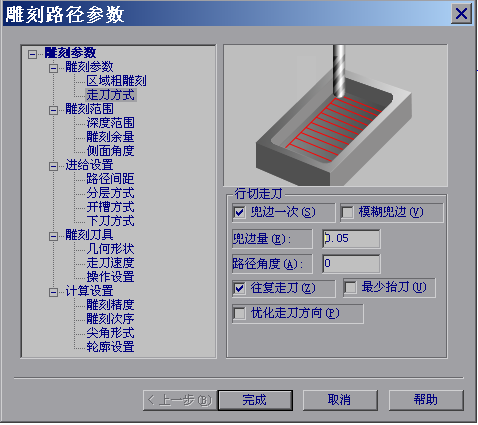 雕刻路径参数
雕刻参数
雕刻参数
区域粗雕刻
走刀方式
雕刻范围
深度范围
雕刻余量
侧面角度
进给设置
路径间距
分层方式
开槽方式
下刀方式
雕刻刀具
几何形状
走刀速度
操作设置
计算设置
雕刻精度
雕刻次序
尖角形式
轮廓设置
行切走刀
兜边一次(S) 模糊兜边(V)
兜边量(E): 0.05
路径角度(A): 0
往复走刀(Z) 最少抬刀(U)
优化走刀方向(P)
<上一步(B) 完成 取消 帮助